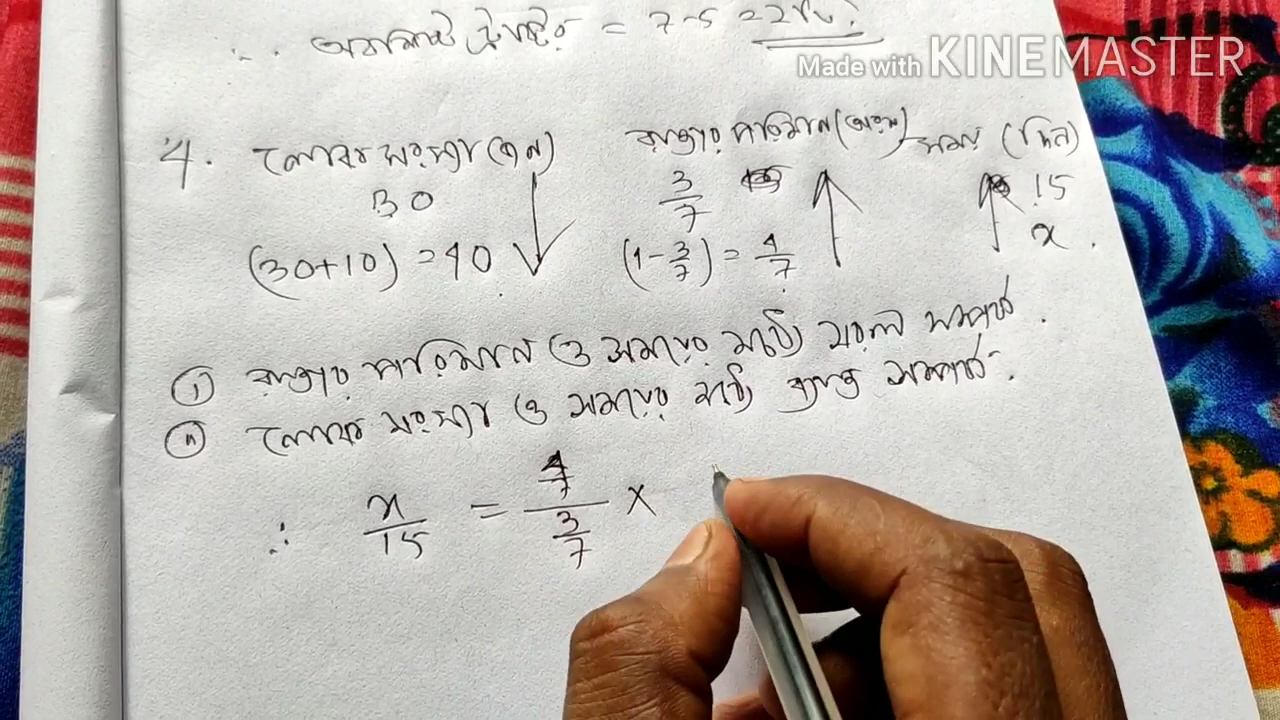 ∴ অবশিষ্ট ট্রাক্টর = 7-5 = 2টি।
Made with KINEMASTER
4. লোকের সংখ্যা (জন) রাস্তার পরিমাণ (অংশ) সময় (দিন)
30 3/7 15
(30+10) = 40 (1-3/7) = 4/7 x .
(i) রাস্তার পরিমান ও সময়ের মধ্যে সরল সম্পর্ক .
(ii) লোকের সংখ্যা ও সময়ের মধ্যে ব্যস্ত সম্পর্ক .
∴ x/15 = 4/7 / 3/7 ×